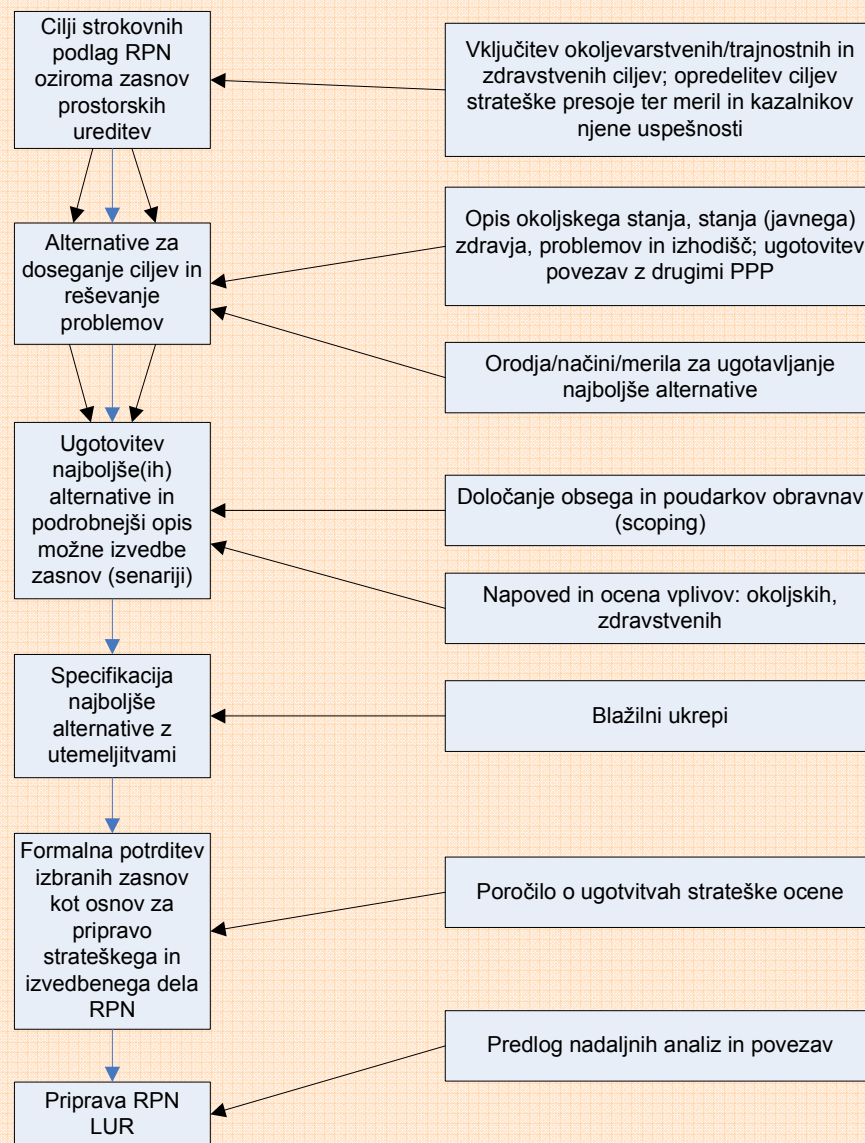 Cilji strokovnih
podlag RPN
oziroma zasnov
prostorskih
ureditev
Vključitev okoljevarstvenih/trajnostnih in
zdravstvenih ciljev; opredelitev ciljev
strateške presoje ter meril in kazalnikov
njene uspešnosti
Alternative za
doseganje ciljev in
reševanje
problemov
Opis okoljskega stanja, stanja (javnega)
zdravja, problemov in izhodišč; ugotovitev
povezav z drugimi PPP
Orodja/načini/merila za ugotavljanje
najboljše alternative
Ugotovitev
najboljše(ih)
alternative in
podrobnejši opis
možne izvedbe
zasnov (senariji)
Določanje obsega in poudarkov obravnav
(scoping)
Napoved in ocena vplivov: okoljskih,
zdravstvenih
Specifikacija
najboljše
alternative z
utemeljitvami
Blažilni ukrepi
Formalna potrditev
izbranih zasnov
kot osnov za
pripravo
strateškega in
izvedbenega dela
RPN
Poročilo o ugotvitvah strateške ocene
Predlog nadaljnih analiz in povezav
Priprava RPN
LUR